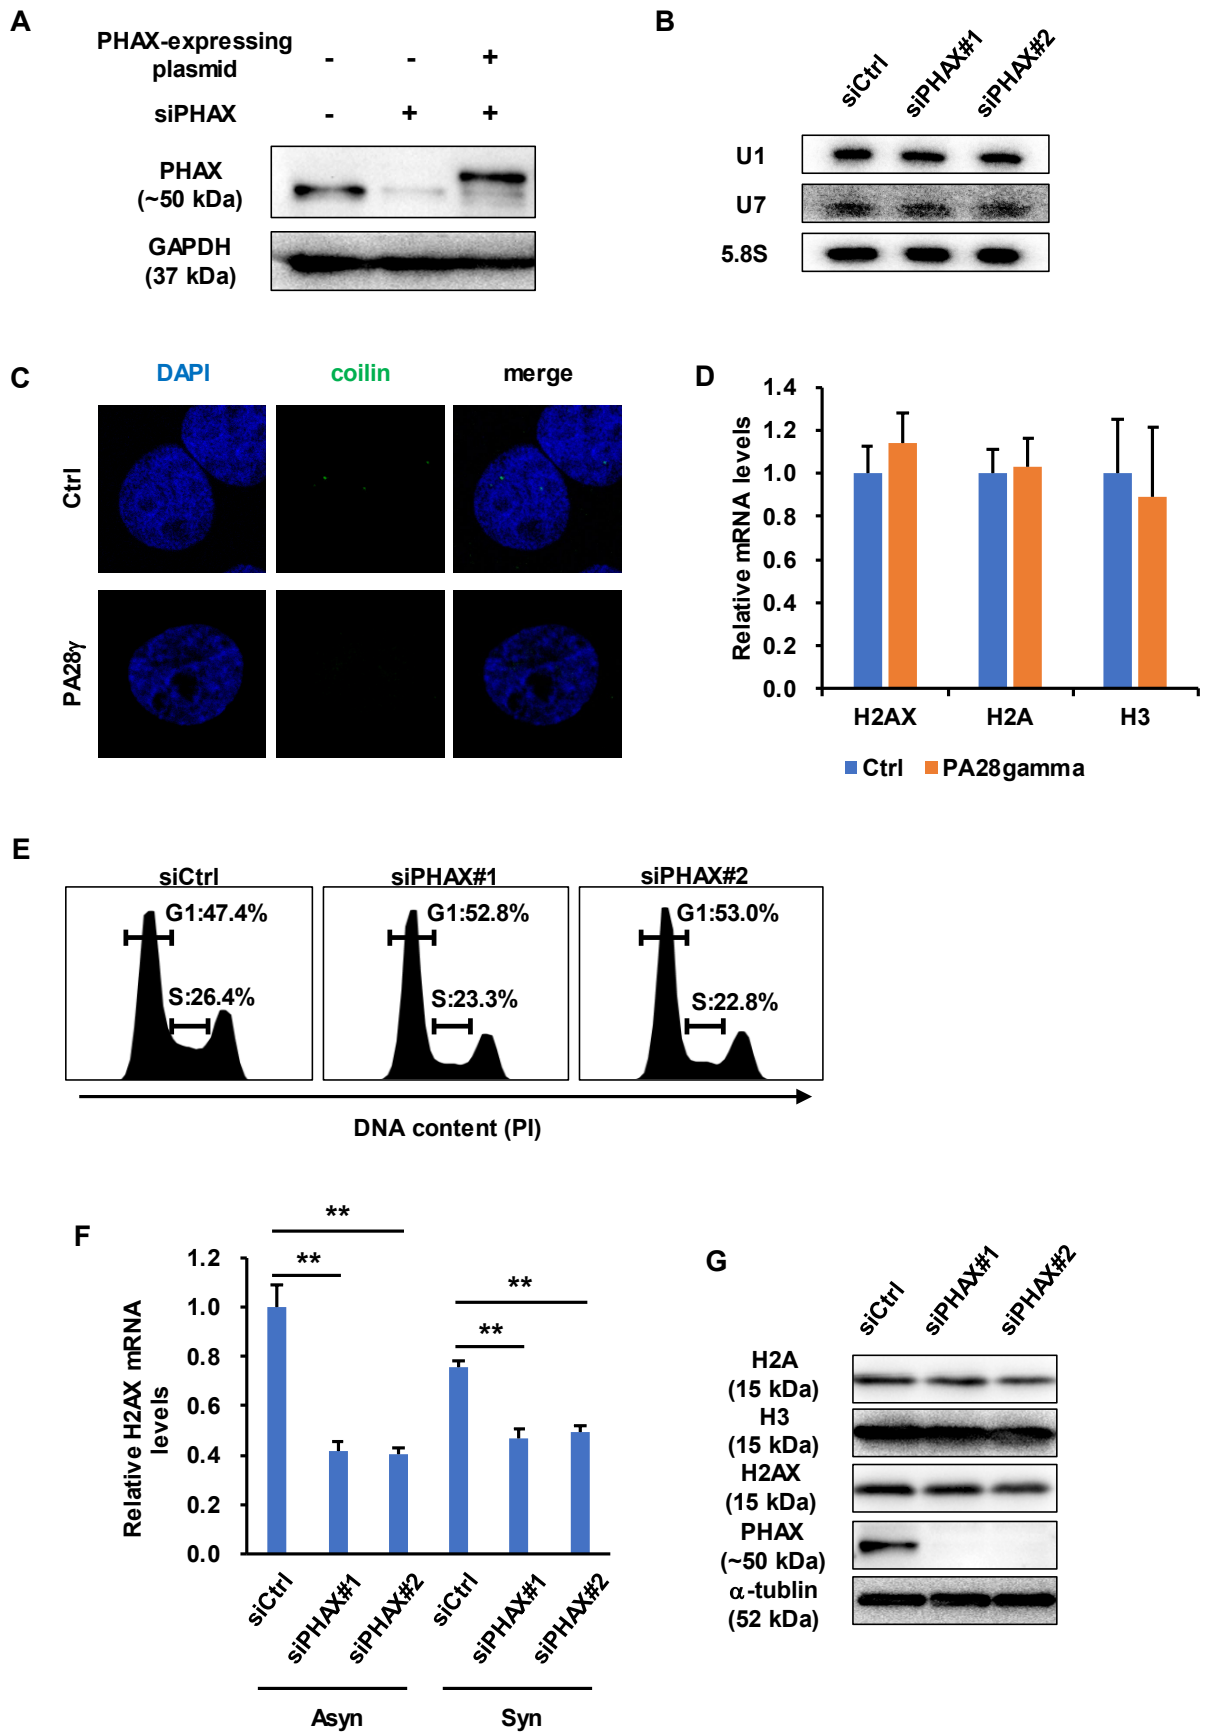 A
PHAX-expressing
plasmid
- - +
siPHAX
- + +
PHAX
(~50 kDa)
GAPDH
(37 kDa)
B
siCtrl
siPHAX#1
siPHAX#2
U1
U7
5.8S
C
DAPI
coilin
merge
Ctrl
PA28γ
D
Relative mRNA levels
1.4
1.2
1.0
0.8
0.6
0.4
0.2
0.0
H2AX
H2A
H3
Ctrl
PA28gamma
E
siCtrl
siPHAX#1
siPHAX#2
G1:47.4%
S:26.4%
G1:52.8%
S:23.3%
G1:53.0%
S:22.8%
DNA content (PI)
F
Relative H2AX mRNA
levels
1.2
1.0
0.8
0.6
0.4
0.2
0.0
**
**
**
**
siCtrl
siPHAX#1
siPHAX#2
siCtrl
siPHAX#1
siPHAX#2
Asyn
Syn
G
siCtrl
siPHAX#1
siPHAX#2
H2A
(15 kDa)
H3
(15 kDa)
H2AX
(15 kDa)
PHAX
(~50 kDa)
α-tublin
(52 kDa)